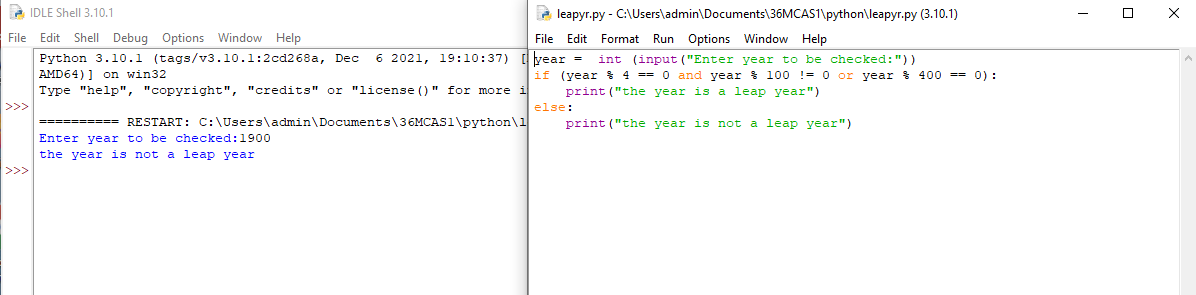 IDLE Shell 3.10.1
File Edit Shell Debug Options Window Help
Python 3.10.1 (tags/v3.10.1:2cd268a, Dec  6 2021, 19:10:37) [
AMD64)] on win32
Type "help", "copyright", "credits" or "license()" for more i
>>>
========== RESTART: C:\Users\admin\Documents\36MCAS1\python\l
Enter year to be checked:1900
the year is not a leap year
>>>
leapyr.py - C:\Users\admin\Documents\36MCAS1\python\leapyr.py (3.10.1)
File Edit Format Run Options Window Help
year =  int (input("Enter year to be checked:"))
if (year % 4 == 0 and year % 100 != 0 or year % 400 == 0):
    print("the year is a leap year")
else:
    print("the year is not a leap year")